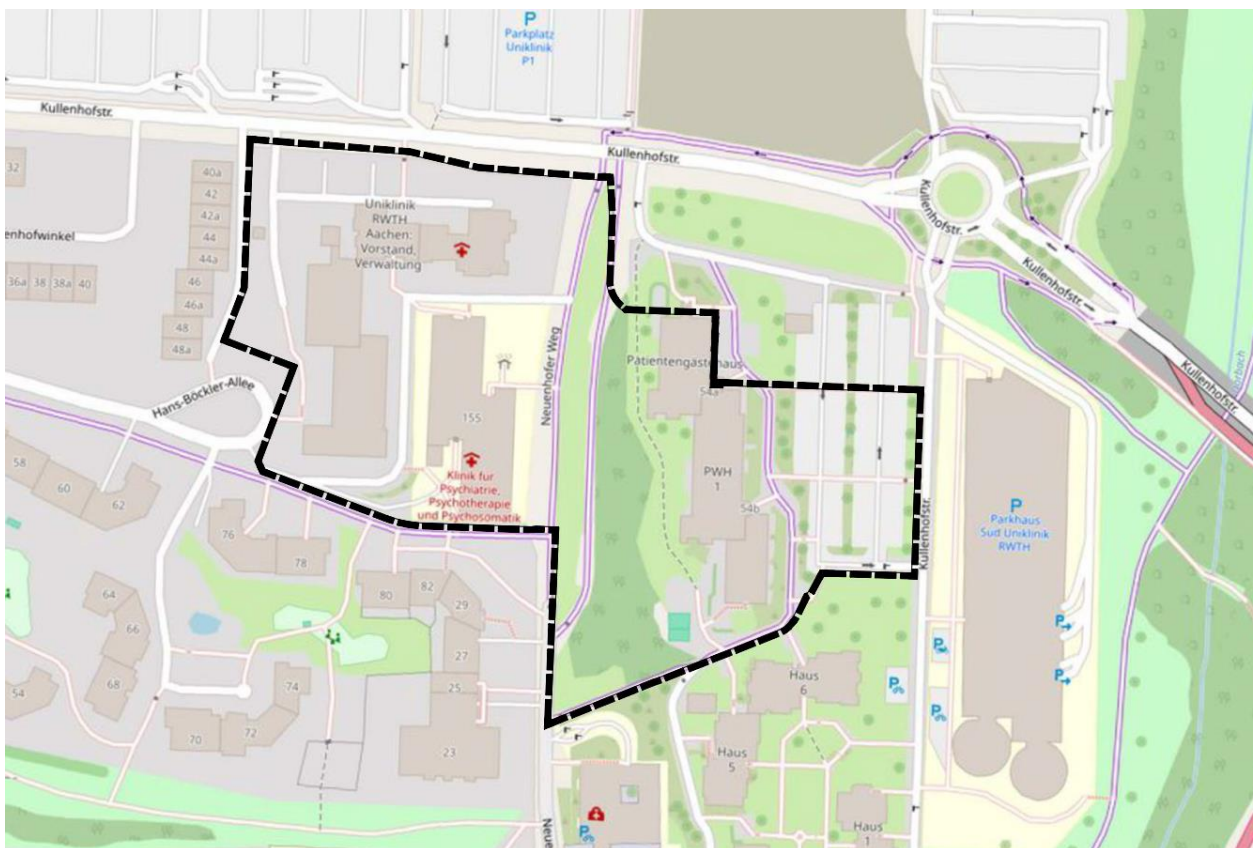 P
Parkplatz
Uniklinik
P1
Kullenhofstr.
Kullenhofstr.
Kullenhofstr.
Kullenhofstr.
Kullenhofstr.
Kullenhofstr.
32
40a
42
42a
44
44a
46
46a
48
48a
enhofwinkel
36a
38
38a
40
Uniklinik
RWTH
Aachen:
Vorstand,
Verwaltung
Neuenhofer Weg
Patientengästehaus
54a
PWH
1
54b
155
Klinik für
Psychiatrie,
Psychotherapie
und Psychosomatik
Hans-Böckler-Allee
58
60
62
76
78
80
82
29
27
25
23
64
66
68
54
70
72
74
P
Parkhaus
Süd Uniklinik
RWTH
P
P
P
P
P
Haus
6
Haus
5
Haus
1
Neue